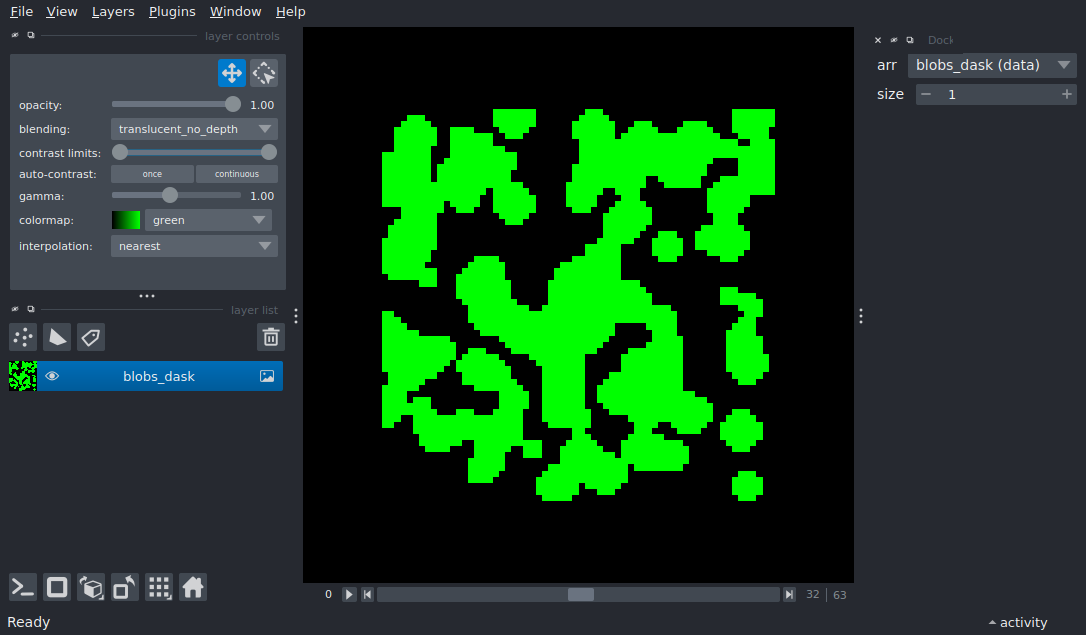 File View Layers Plugins Window Help
layer controls
opacity: 1.00
blending: translucent_no_depth
contrast limits:
auto-contrast: once continuous
gamma: 1.00
colormap: green
interpolation: nearest
layer list
blobs_dask
0 32 63
Ready
Dock
arr blobs_dask (data)
size 1
activity